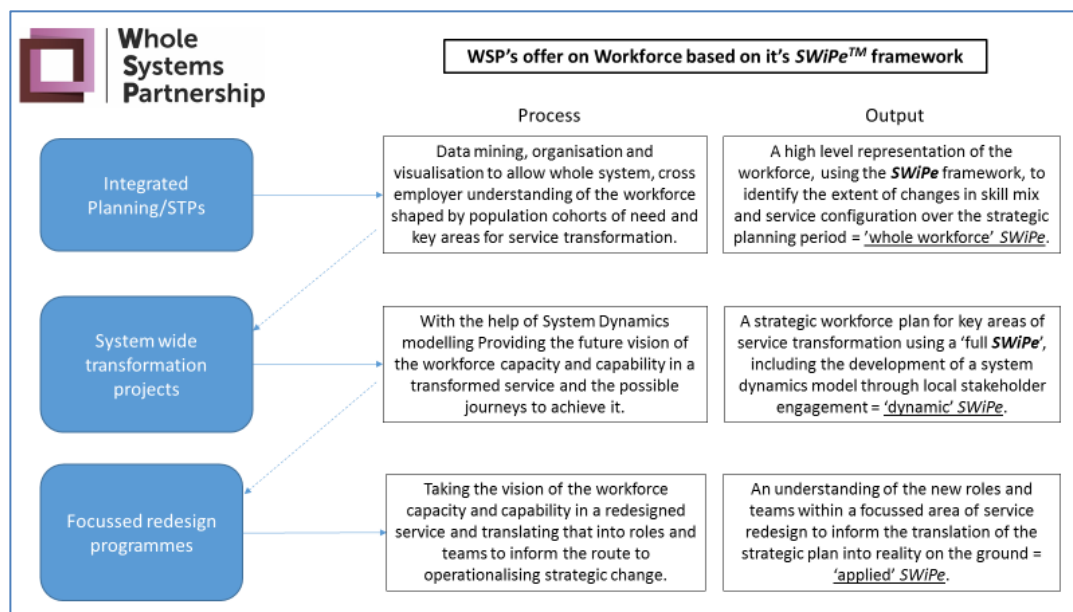 Whole
Systems
Partnership
WSP's offer on Workforce based on it's SWiPe™ framework
Process
Output
Integrated
Planning/STPs
Data mining, organisation and
visualisation to allow whole system, cross
employer understanding of the workforce
shaped by population cohorts of need and
key areas for service transformation.
A high level representation of the
workforce, using the SWiPe framework, to
identify the extent of changes in skill mix
and service configuration over the strategic
planning period = 'whole workforce' SWiPe.
System wide
transformation
projects
With the help of System Dynamics
modelling Providing the future vision of
the workforce capacity and capability in
a transformed service and the possible
journeys to achieve it.
A strategic workforce plan for key areas of
service transformation using a 'full SWiPe',
including the development of a system
dynamics model through local stakeholder
engagement = 'dynamic' SWiPe.
Focussed redesign
programmes
Taking the vision of the workforce
capacity and capability in a redesigned
service and translating that into roles and
teams to inform the route to
operationalising strategic change.
An understanding of the new roles and
teams within a focussed area of service
redesign to inform the translation of the
strategic plan into reality on the ground =
'applied' SWiPe.